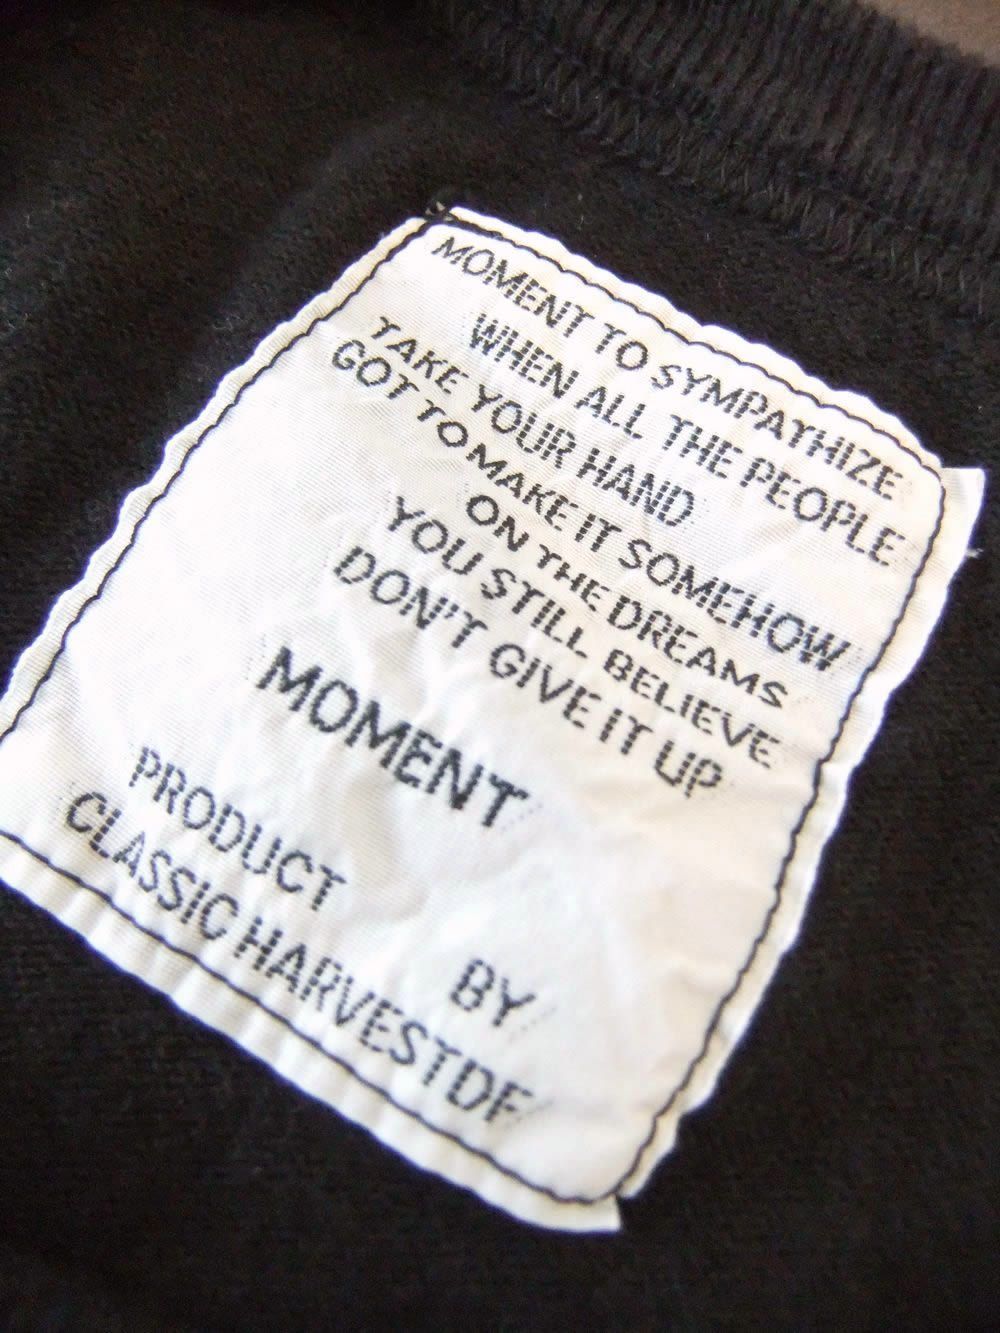 MOMENT TO SYMPATHIZE
WHEN ALL THE PEOPLE
TAKE YOUR HAND
GOT TO MAKE IT SOMEHOW
ON THE DREAMS
YOU STILL BELIEVE
DON'T GIVE IT UP
MOMENT
PRODUCT
BY
CLASSIC HARVESTDF